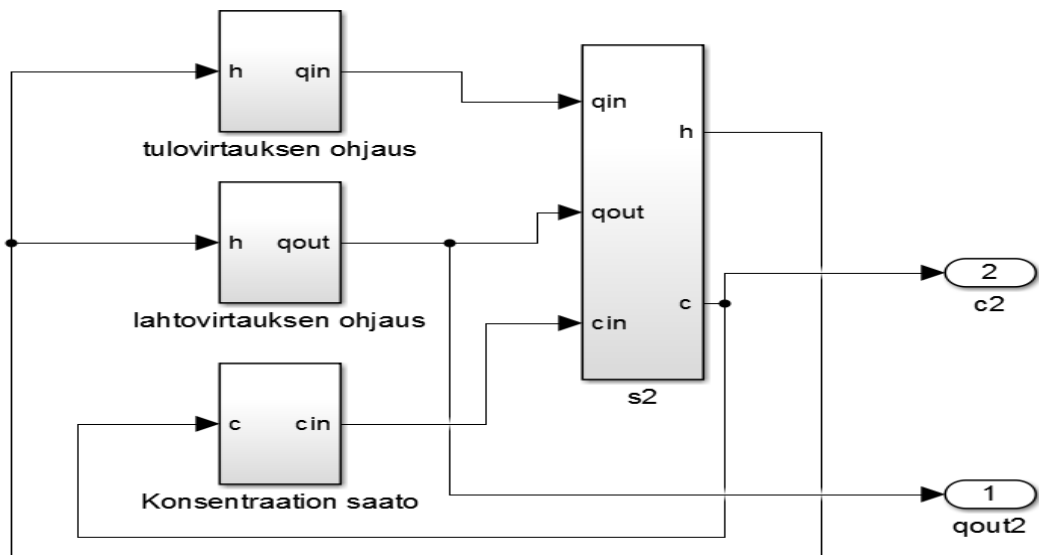 h qin
tulovirtauksen ohjaus
h qout
lahtovirtauksen ohjaus
c cin
Konsentraation saato
qin
h
qout
c
cin
s2
2
c2
1
qout2